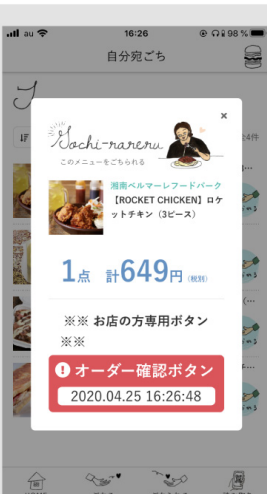 au 16:26 98%
自分宛ごち
×
Gochi-rareru
このメニューをごちられる
湘南ベルマーレフードパーク
【ROCKET CHICKEN】ロケ
ットチキン（3ピース）
1点 計649円（税別）
※※ お店の方専用ボタン
※※
! オーダー確認ボタン
2020.04.25 16:26:48